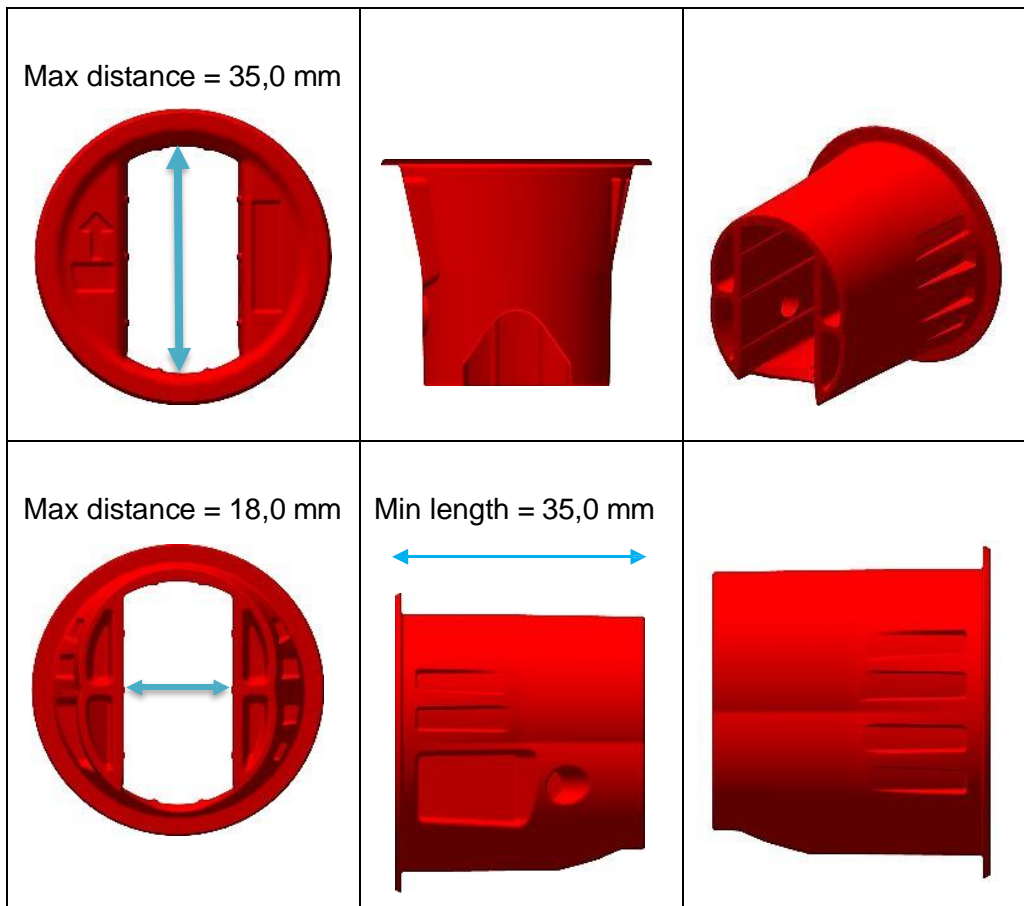 Max distance = 35,0 mm
Max distance = 18,0 mm
Min length = 35,0 mm